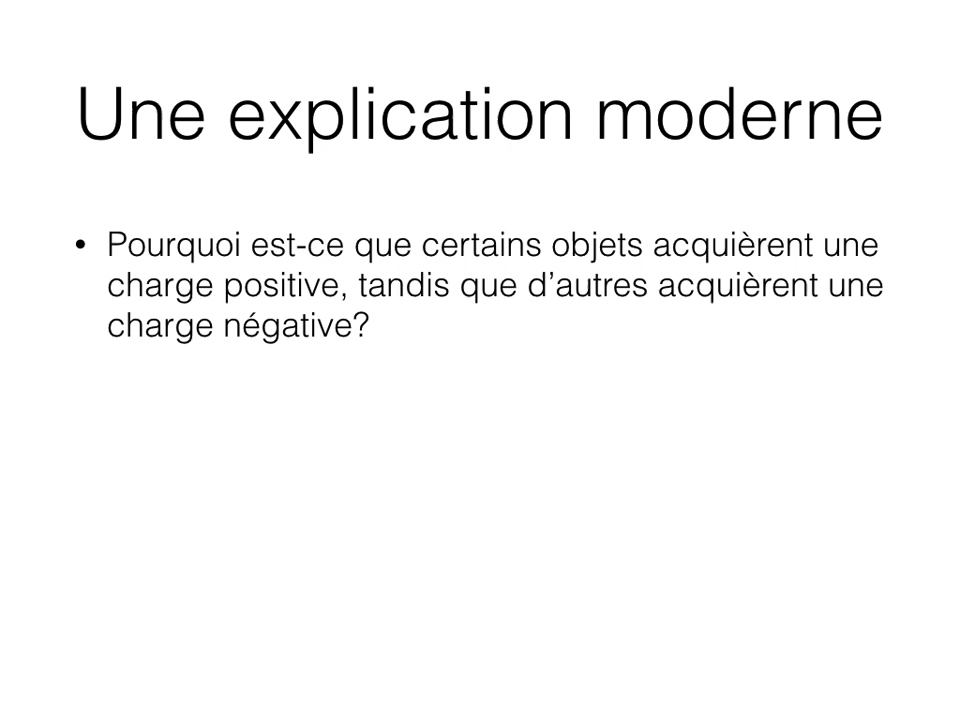 Une explication moderne
• Pourquoi est-ce que certains objets acquièrent une
charge positive, tandis que d’autres acquièrent une
charge négative?